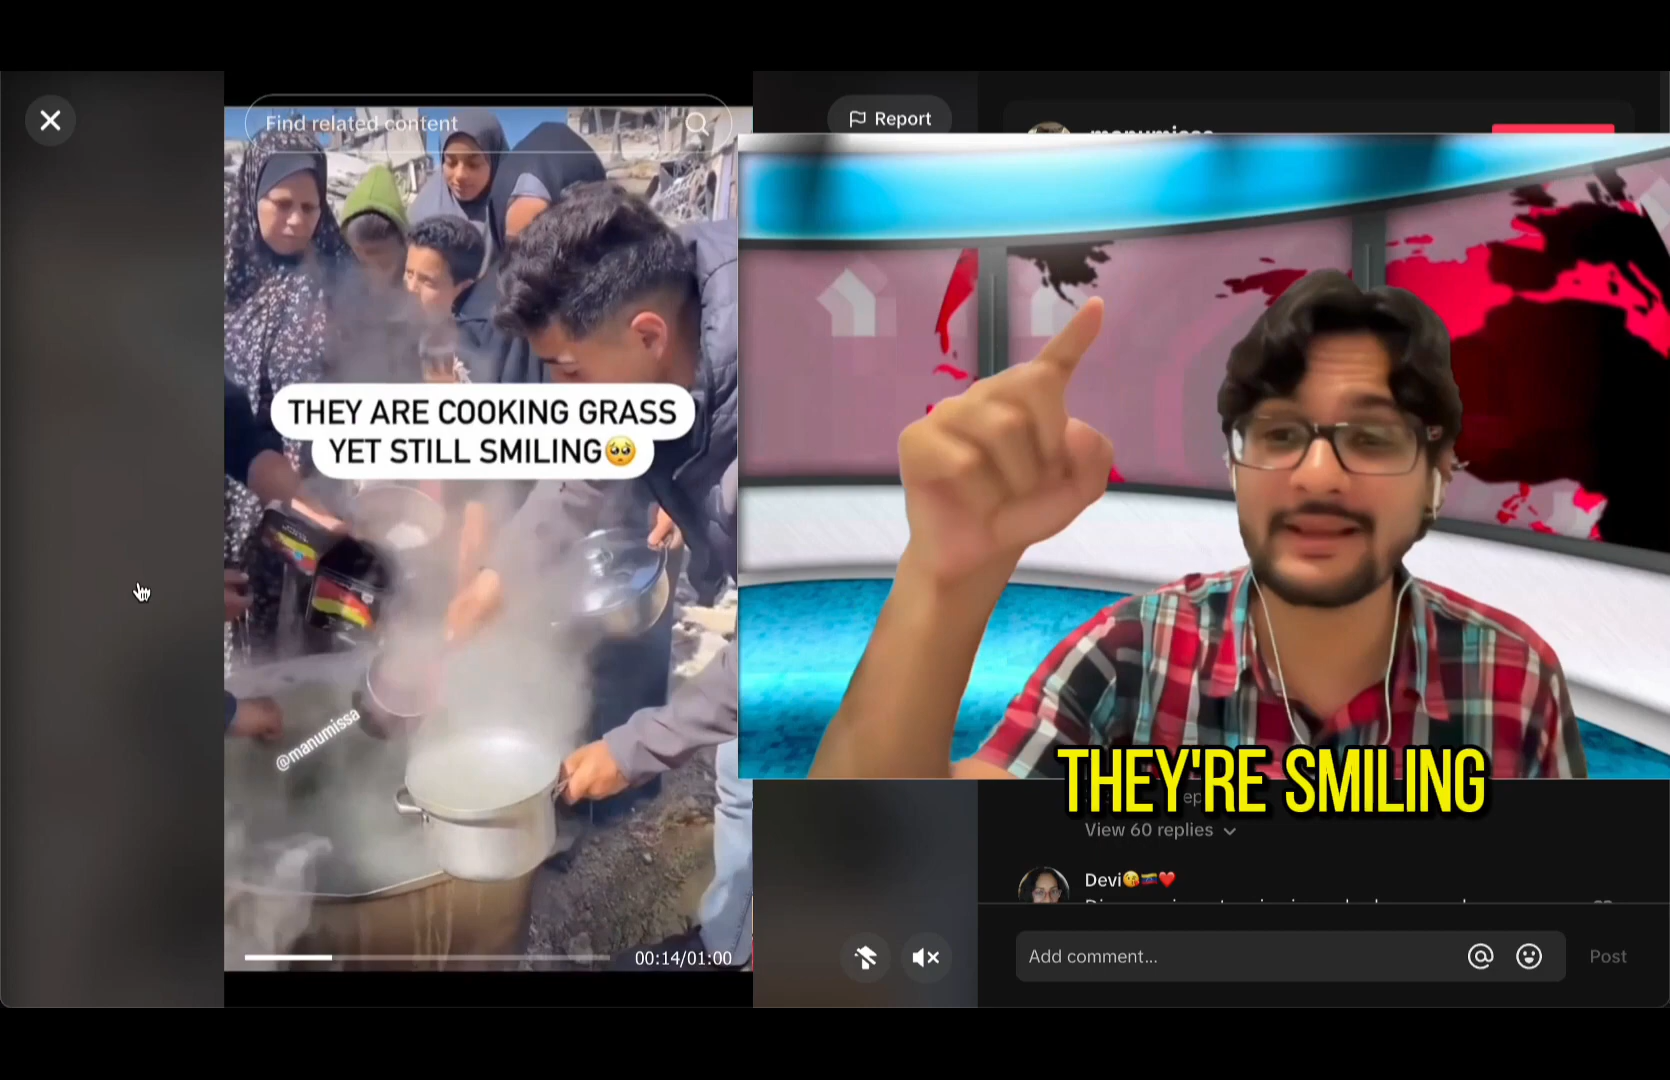 Find related content
Report
manumissa
THEY ARE COOKING GRASS
YET STILL SMILING🥺
@manumissa
THEY'RE SMILING
View 60 replies
Devi😘🇻🇪❤️
00:14/01:00
Add comment...
Post